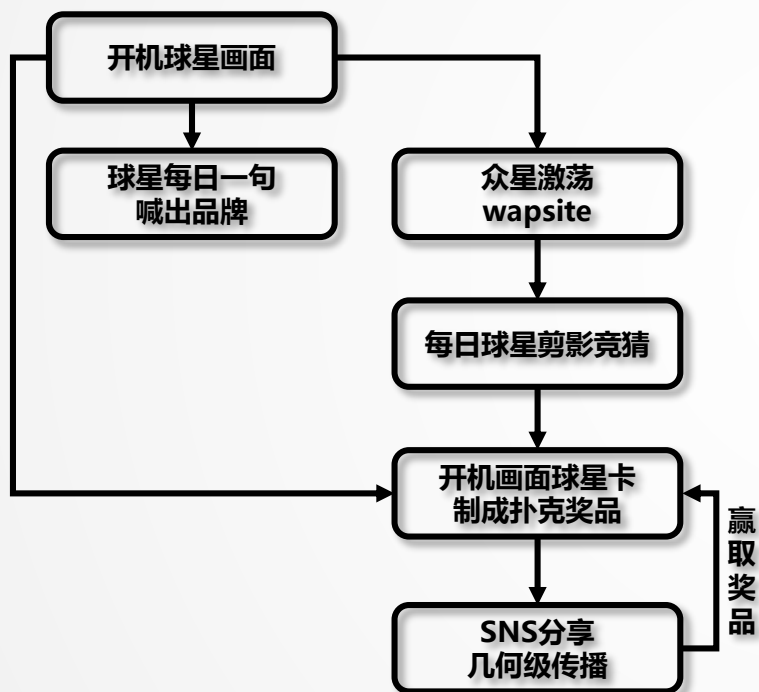 开机球星画面
球星每日一句
喊出品牌
众星激荡
wapsite
每日球星剪影竞猜
开机画面球星卡
制成扑克奖品
赢取奖品
SNS分享
几何级传播